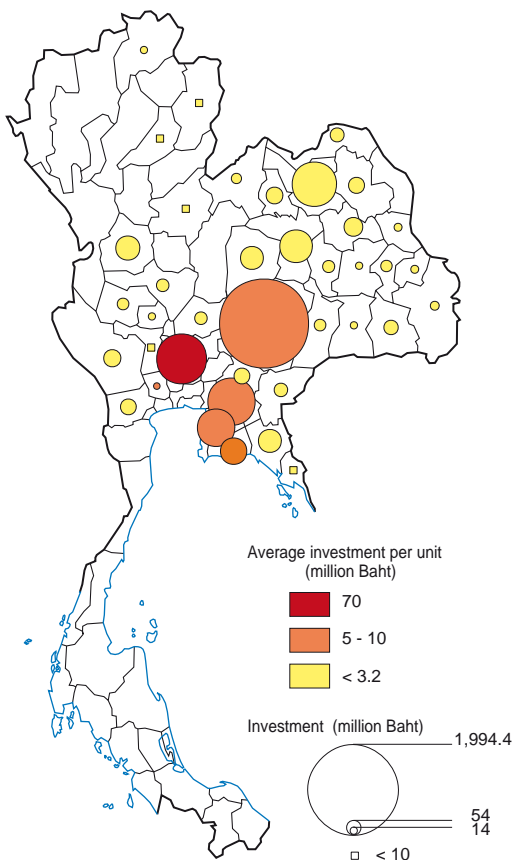 Average investment per unit
(million Baht)
70
5 - 10
< 3.2
Investment (million Baht)
1,994.4
54
14
< 10